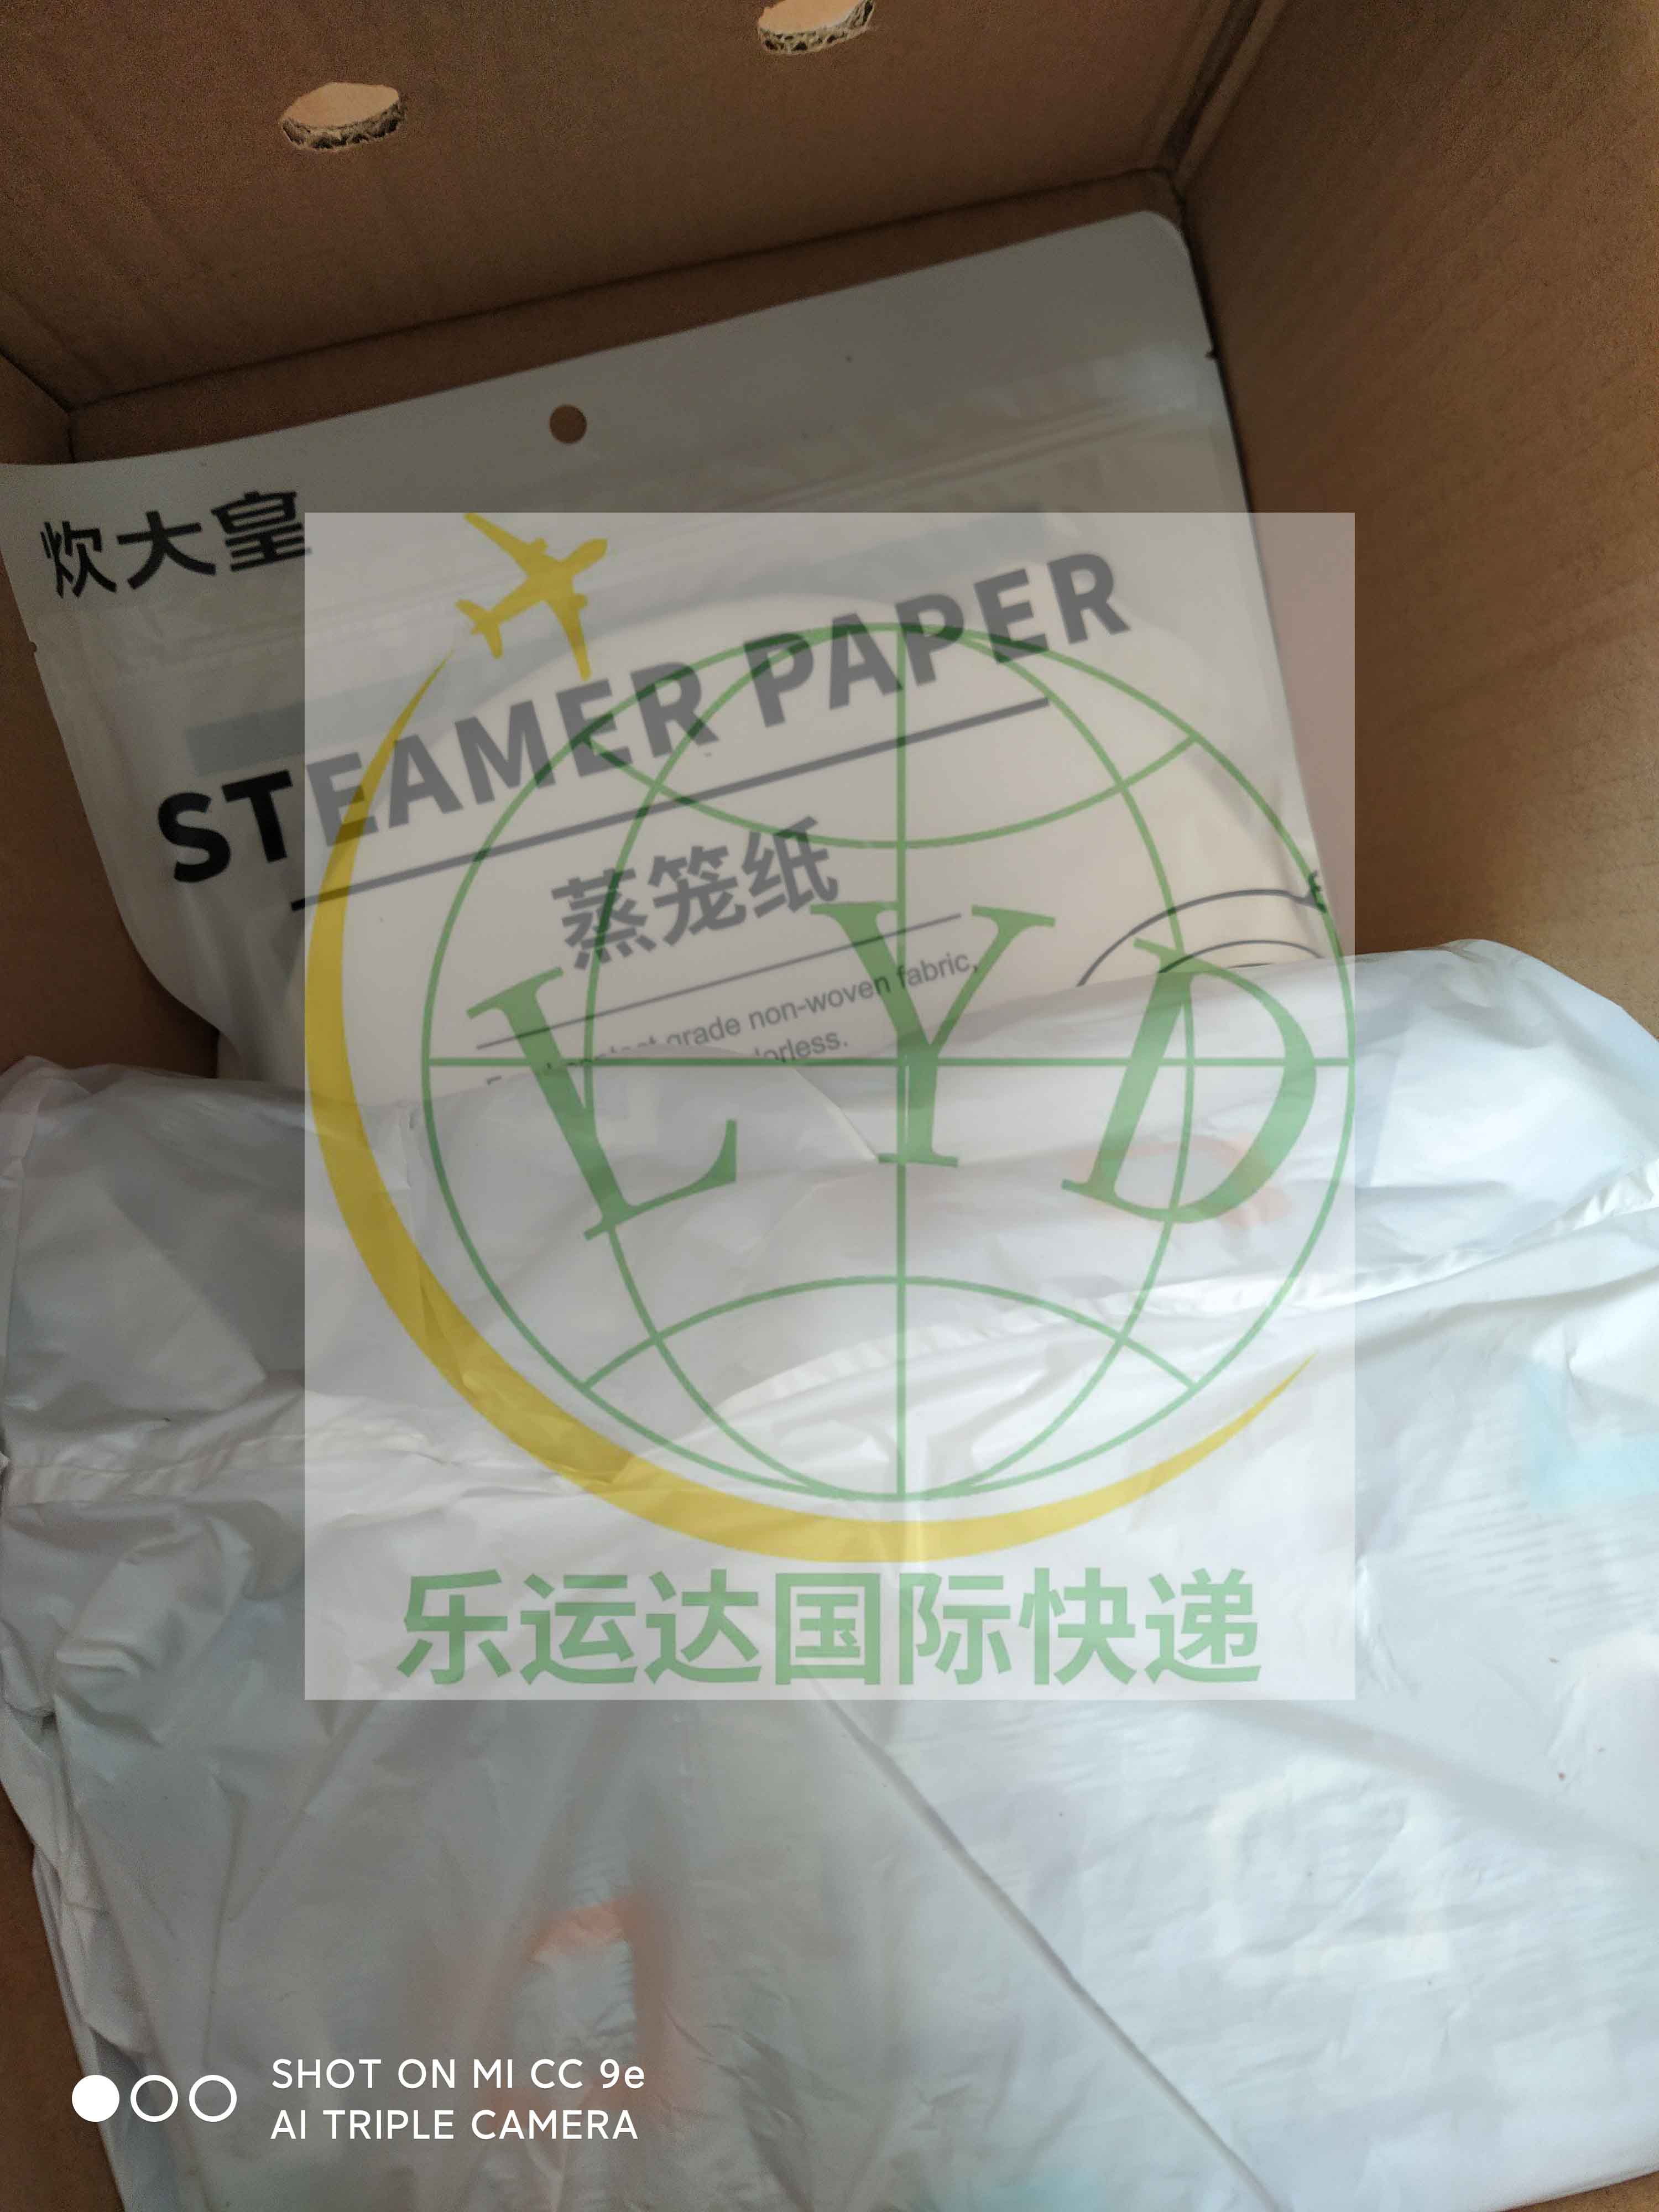 炊大皇
STEAMER PAPER
蒸笼纸
grade non-woven fabric,
LYD
乐运达国际快递
SHOT ON MI CC 9e
AI TRIPLE CAMERA